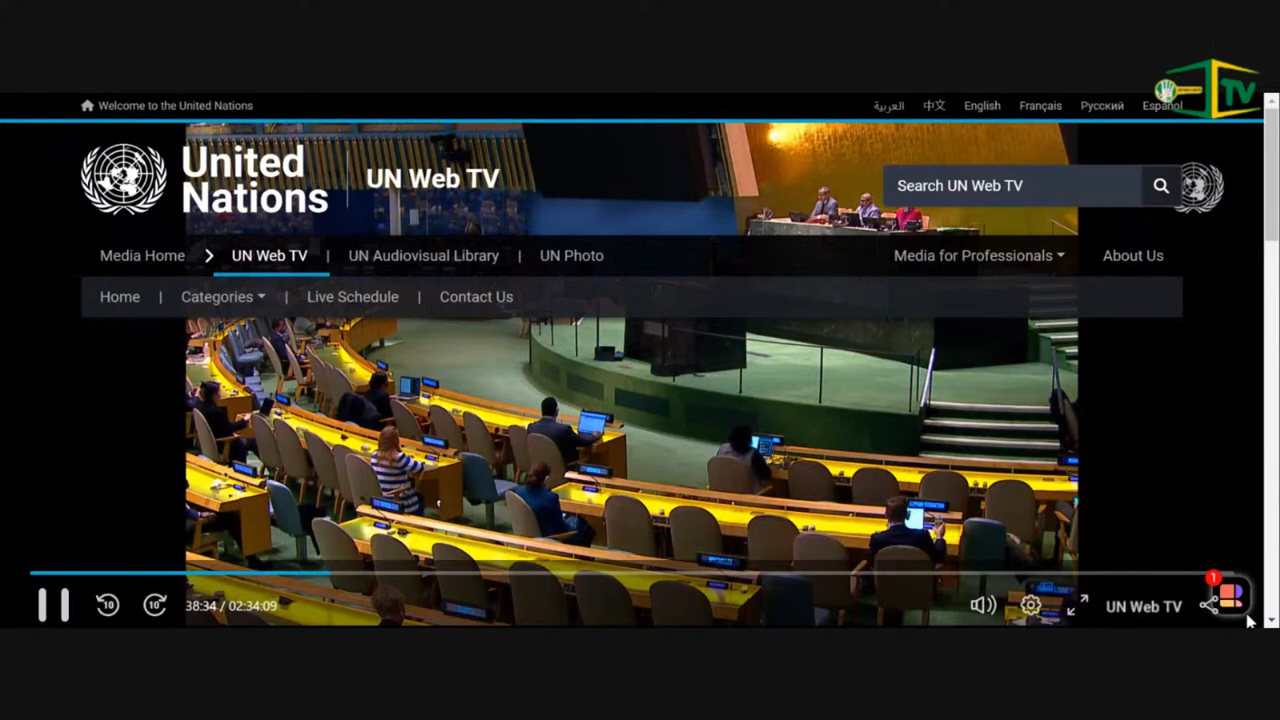 TV
Welcome to the United Nations
العربية
中文
English
Français
Русский
Español
United
Nations
UN Web TV
Search UN Web TV
Media Home
UN Web TV
UN Audiovisual Library
UN Photo
Media for Professionals
About Us
Home
Categories
Live Schedule
Contact Us
10
10
38:34 / 02:34:09
UN Web TV
1